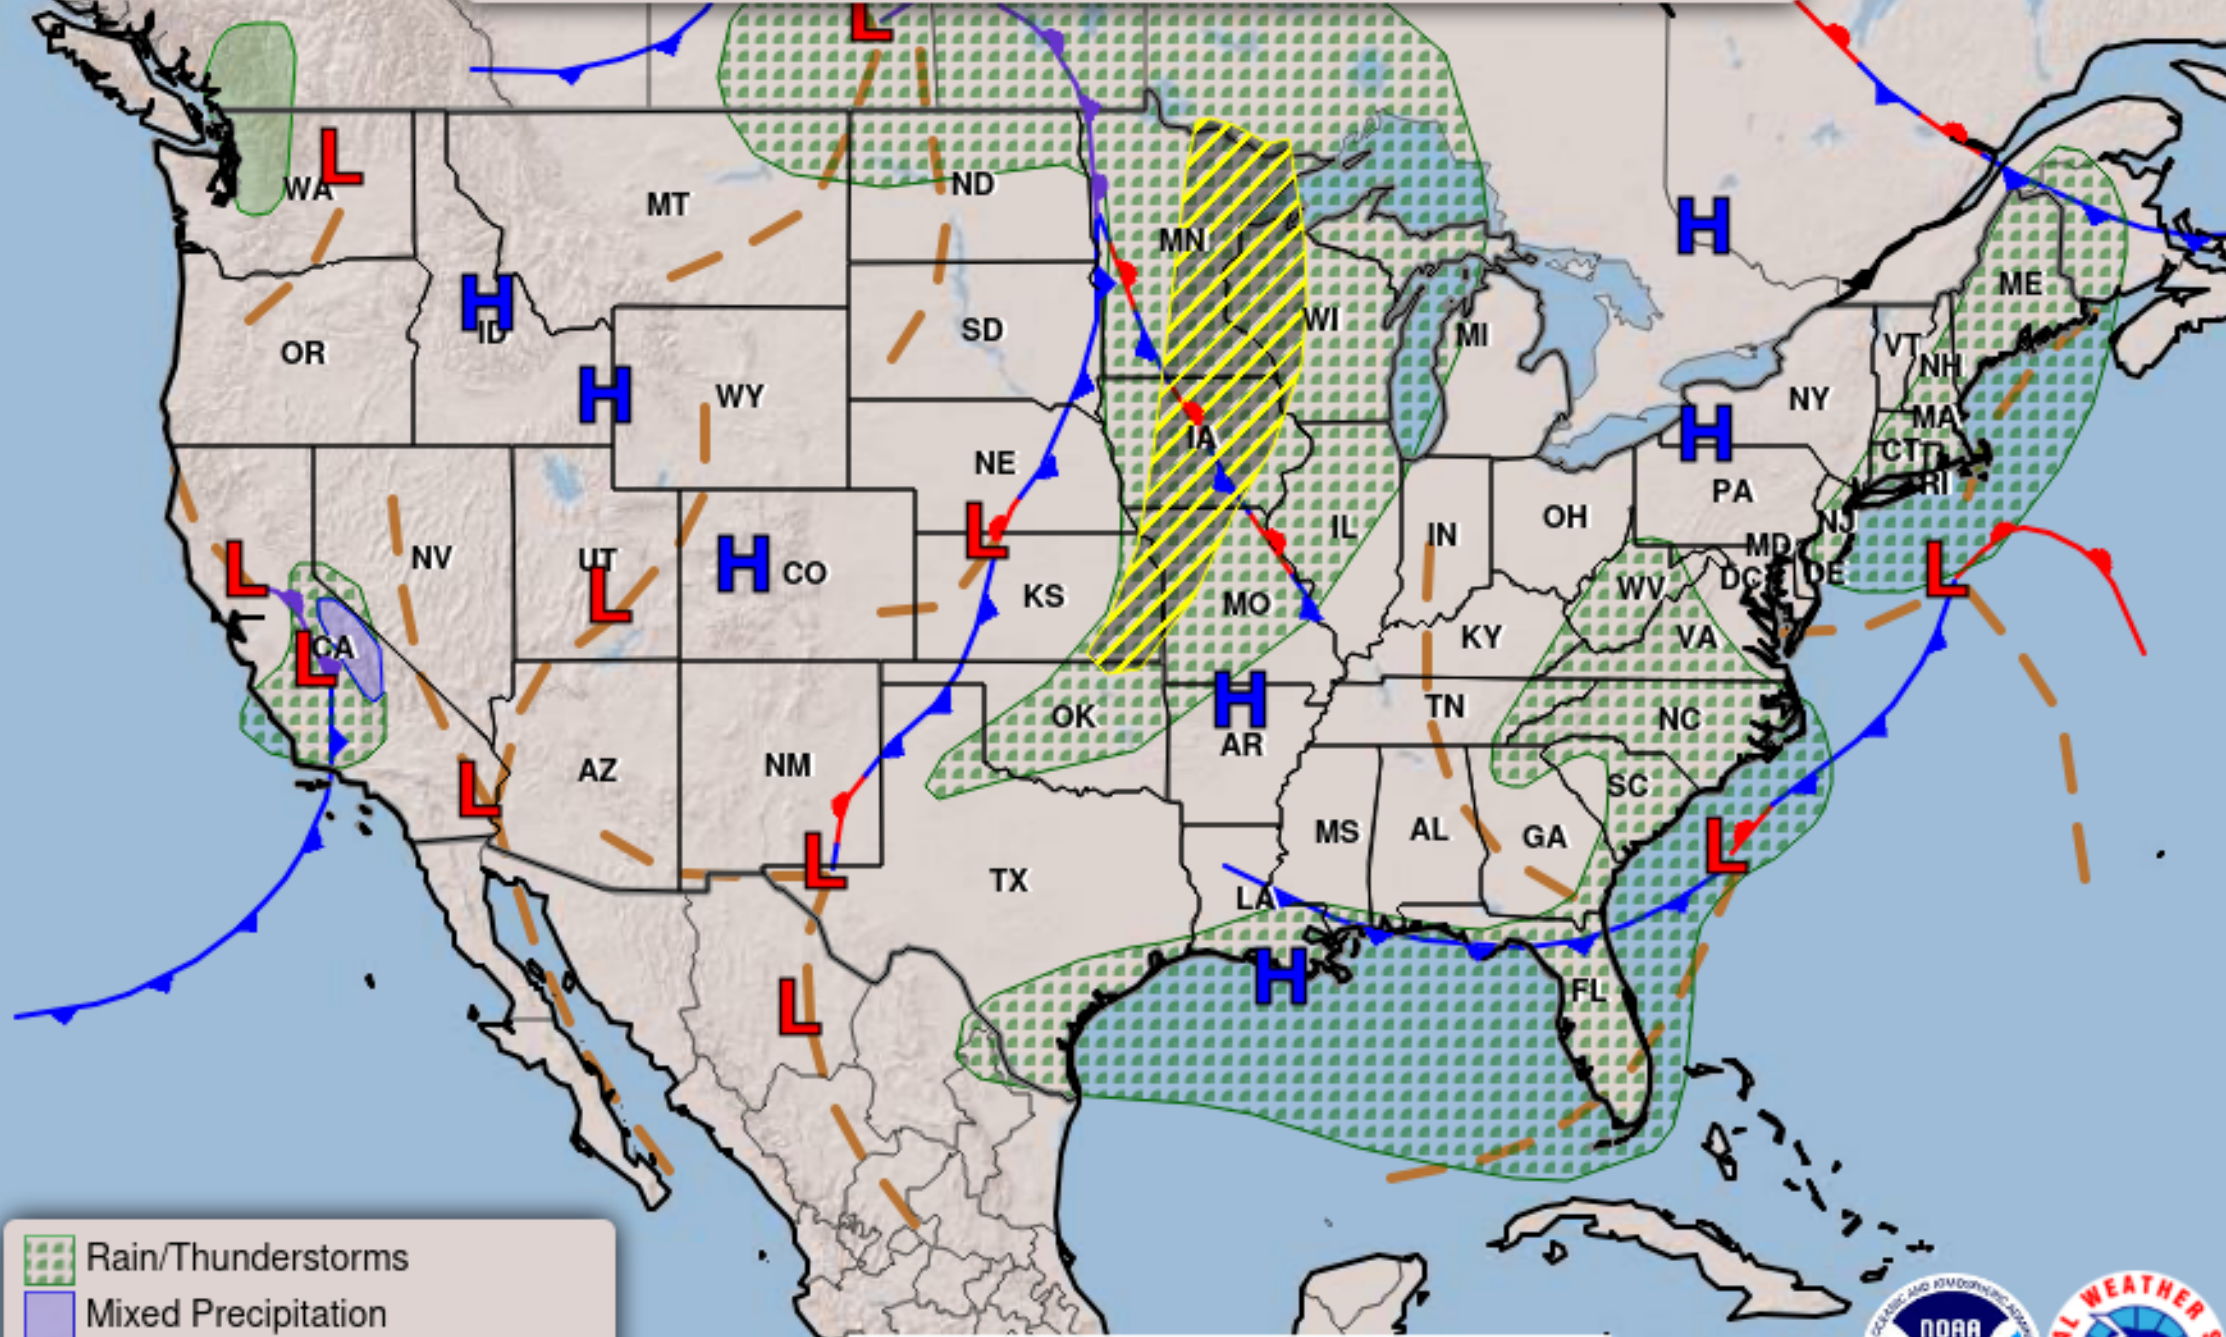 L
WA
L
MT
ND
MN
H
ME
H
ID
OR
SD
WI
MI
VT
NH
H
WY
NY
MA
H
IA
NE
CT
RI
PA
L
L
NV
UT
L
H
CO
KS
IL
IN
OH
NJ
MD
DC
DE
L
WV
MO
KY
VA
CA
L
OK
H
AR
TN
NC
L
AZ
NM
L
SC
MS
AL
GA
L
TX
LA
H
FL
L
Rain/Thunderstorms
Mixed Precipitation
NOAA
WEATHER